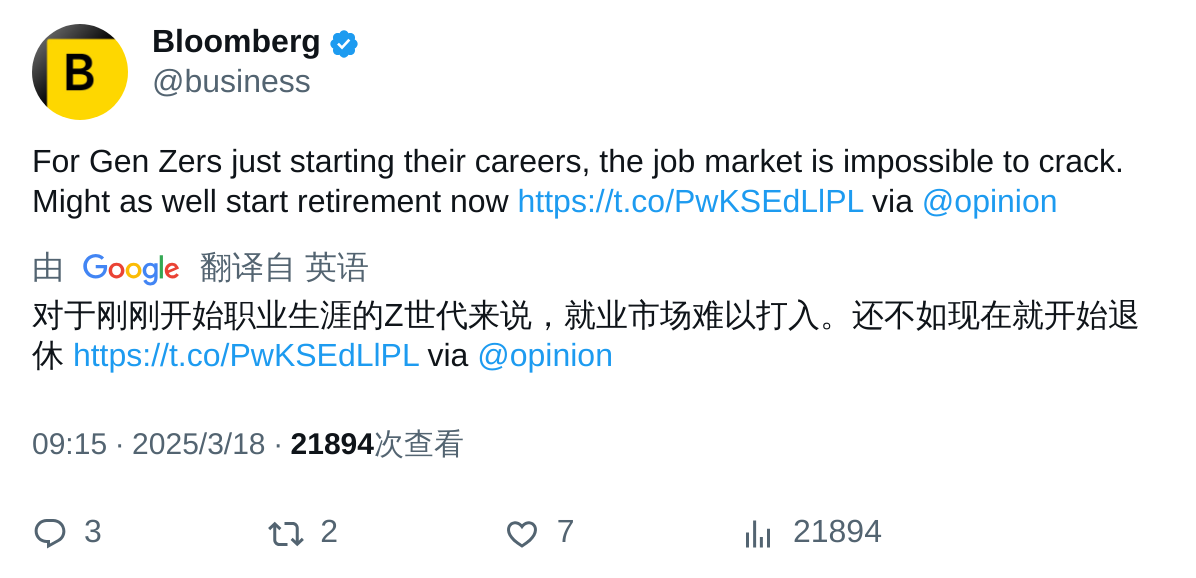 B
Bloomberg
@business
For Gen Zers just starting their careers, the job market is impossible to crack.
Might as well start retirement now https://t.co/PwKSEdLlPL via @opinion
由 Google 翻译自 英语
对于刚刚开始职业生涯的Z世代来说，就业市场难以打入。还不如现在就开始退
休 https://t.co/PwKSEdLlPL via @opinion
09:15 · 2025/3/18 · 21894次查看
3 2 7 21894